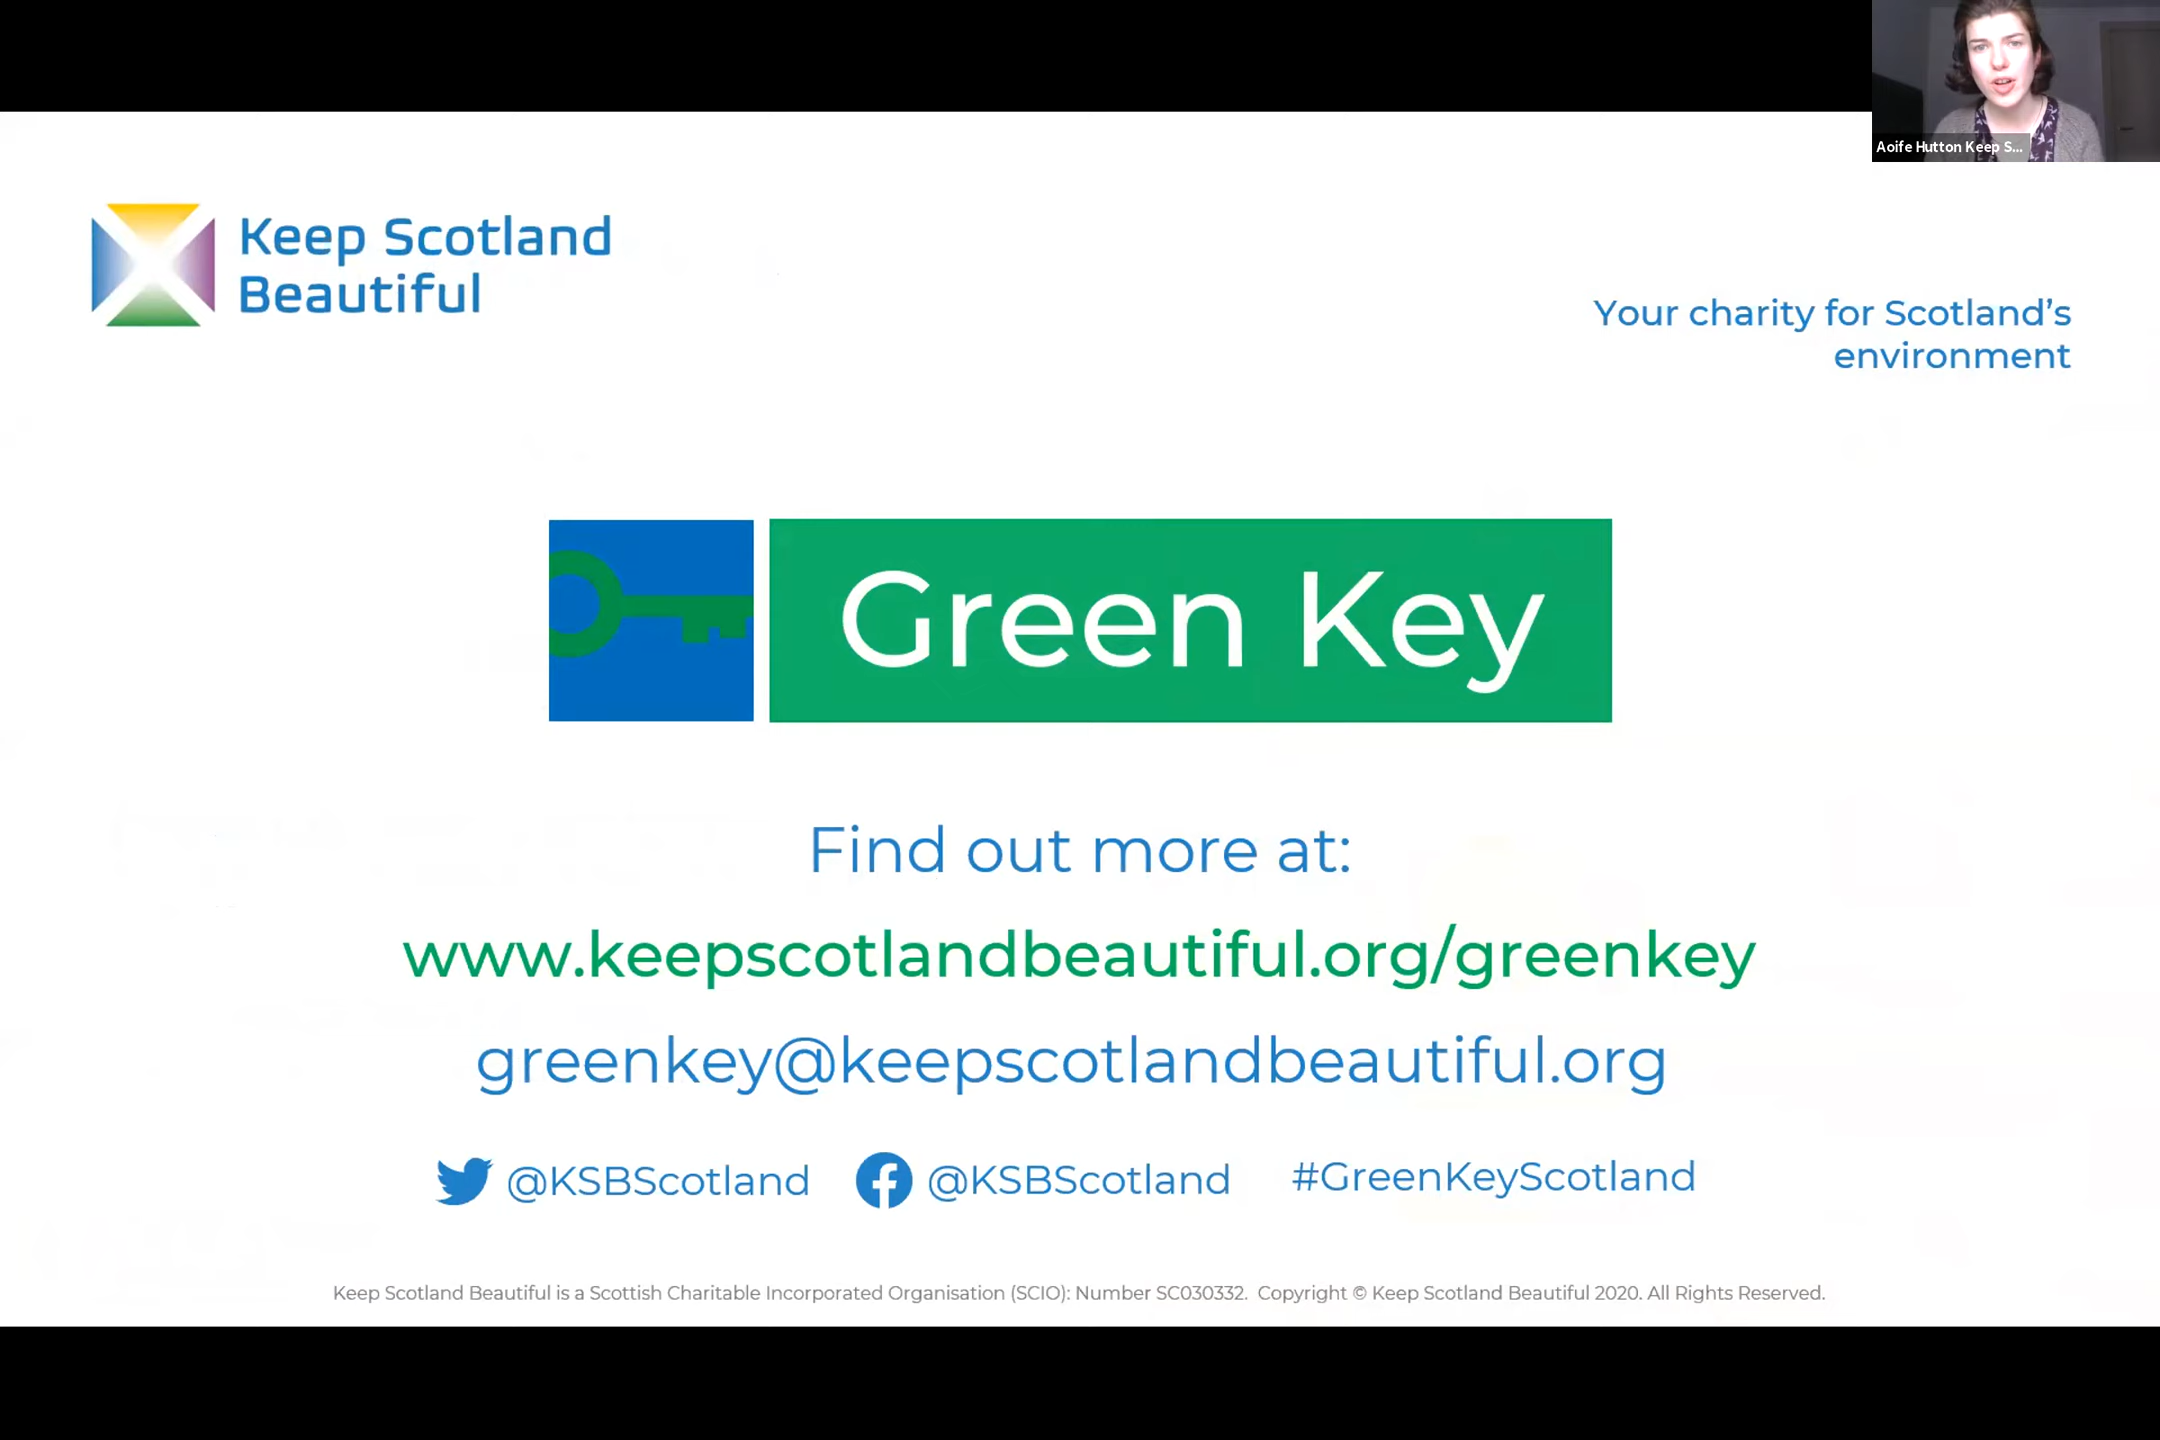 Aoife Hutton Keep S...
Keep Scotland
Beautiful
Your charity for Scotland’s
environment
Green Key
Find out more at:
www.keepscotlandbeautiful.org/greenkey
greenkey@keepscotlandbeautiful.org
@KSBScotland @KSBScotland #GreenKeyScotland
Keep Scotland Beautiful is a Scottish Charitable Incorporated Organisation (SCIO): Number SC030332. Copyright © Keep Scotland Beautiful 2020. All Rights Reserved.